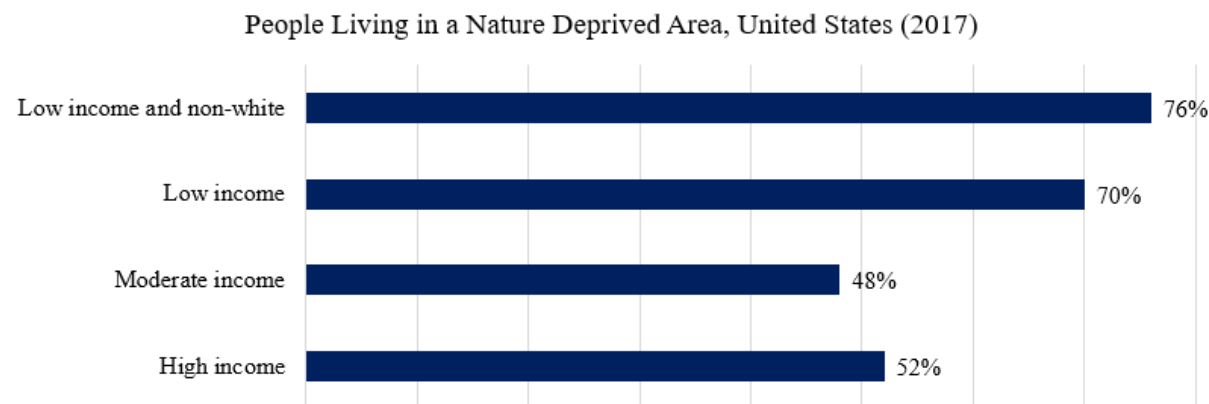 People Living in a Nature Deprived Area, United States (2017)
Low income and non-white 76%
Low income 70%
Moderate income 48%
High income 52%